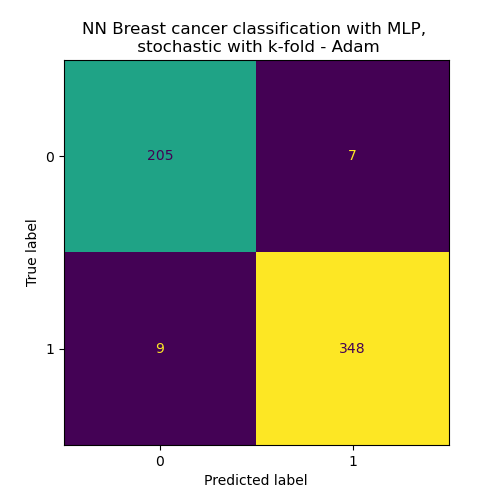 NN Breast cancer classification with MLP,
stochastic with k-fold - Adam
True label
0
205
7
1
9
348
0
1
Predicted label